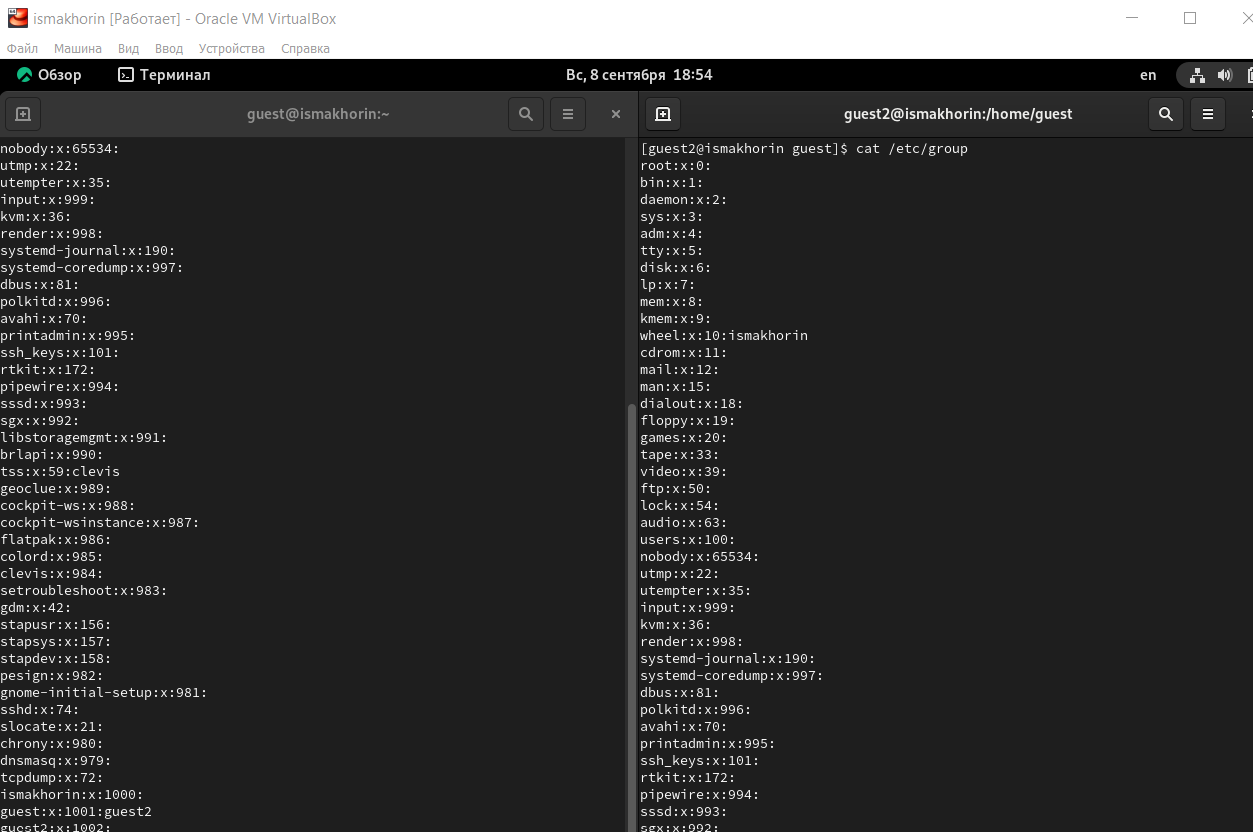 ismakhorin [Работает] - Oracle VM VirtualBox
Файл Машина Вид Ввод Устройства Справка
Обзор Терминал Вс, 8 сентября 18:54 en
guest@ismakhorin:~
nobody:x:65534:
utmp:x:22:
utempter:x:35:
input:x:999:
kvm:x:36:
render:x:998:
systemd-journal:x:190:
systemd-coredump:x:997:
dbus:x:81:
polkitd:x:996:
avahi:x:70:
printadmin:x:995:
ssh_keys:x:101:
rtkit:x:172:
pipewire:x:994:
sssd:x:993:
sgx:x:992:
libstoragemgmt:x:991:
brlapi:x:990:
tss:x:59:clevis
geoclue:x:989:
cockpit-ws:x:988:
cockpit-wsinstance:x:987:
flatpak:x:986:
colord:x:985:
clevis:x:984:
setroubleshoot:x:983:
gdm:x:42:
stapusr:x:156:
stapsys:x:157:
stapdev:x:158:
pesign:x:982:
gnome-initial-setup:x:981:
sshd:x:74:
slocate:x:21:
chrony:x:980:
dnsmasq:x:979:
tcpdump:x:72:
ismakhorin:x:1000:
guest:x:1001:guest2
guest2:x:1002:
guest2@ismakhorin:/home/guest
[guest2@ismakhorin guest]$ cat /etc/group
root:x:0:
bin:x:1:
daemon:x:2:
sys:x:3:
adm:x:4:
tty:x:5:
disk:x:6:
lp:x:7:
mem:x:8:
kmem:x:9:
wheel:x:10:ismakhorin
cdrom:x:11:
mail:x:12:
man:x:15:
dialout:x:18:
floppy:x:19:
games:x:20:
tape:x:33:
video:x:39:
ftp:x:50:
lock:x:54:
audio:x:63:
users:x:100:
nobody:x:65534:
utmp:x:22:
utempter:x:35:
input:x:999:
kvm:x:36:
render:x:998:
systemd-journal:x:190:
systemd-coredump:x:997:
dbus:x:81:
polkitd:x:996:
avahi:x:70:
printadmin:x:995:
ssh_keys:x:101:
rtkit:x:172:
pipewire:x:994:
sssd:x:993:
sgx:x:992: